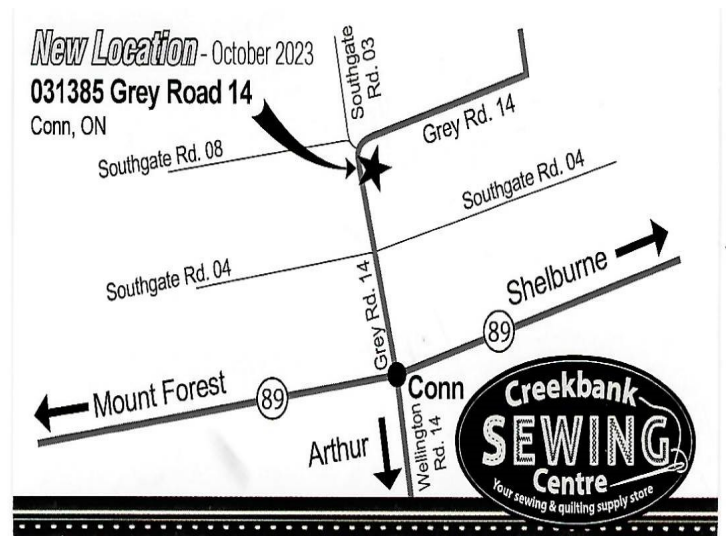 New Location - October 2023
031385 Grey Road 14
Conn, ON
Southgate Rd. 03
Grey Rd. 14
Southgate Rd. 08
Southgate Rd. 04
Southgate Rd. 04
Grey Rd. 14
Shelburne
89
Mount Forest
89
Conn
Arthur
Wellington Rd. 14
Creekbank
SEWING
Centre
Your sewing & quilting supply store